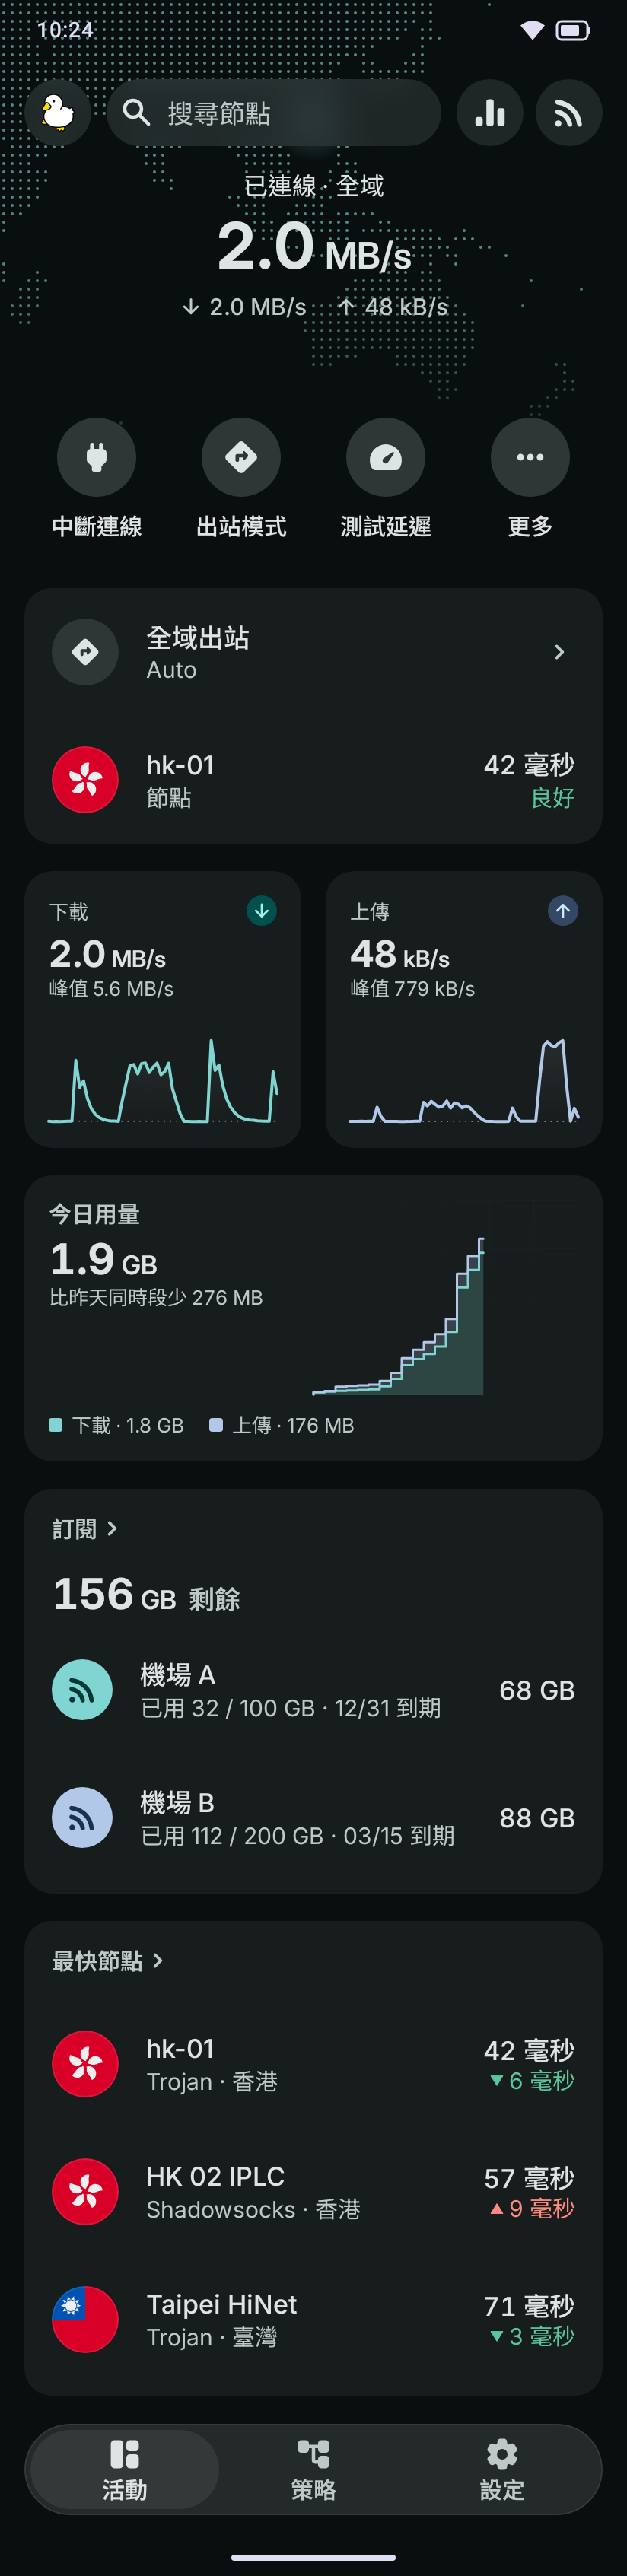 10:24
搜尋節點
已連線 · 全域
2.0 MB/s
↓ 2.0 MB/s ↑ 48 kB/s
中斷連線 出站模式 測試延遲 更多
全域出站
Auto
hk-01 42 毫秒
節點 良好
下載
2.0 MB/s
峰值 5.6 MB/s
上傳
48 kB/s
峰值 779 kB/s
今日用量
1.9 GB
比昨天同時段少 276 MB
下載 · 1.8 GB 上傳 · 176 MB
訂閱
156 GB 剩餘
機場 A
已用 32 / 100 GB · 12/31 到期
68 GB
機場 B
已用 112 / 200 GB · 03/15 到期
88 GB
最快節點
hk-01 42 毫秒
Trojan · 香港 ▼ 6 毫秒
HK 02 IPLC 57 毫秒
Shadowsocks · 香港 ▲ 9 毫秒
Taipei HiNet 71 毫秒
Trojan · 臺灣 ▼ 3 毫秒
活動 策略 設定